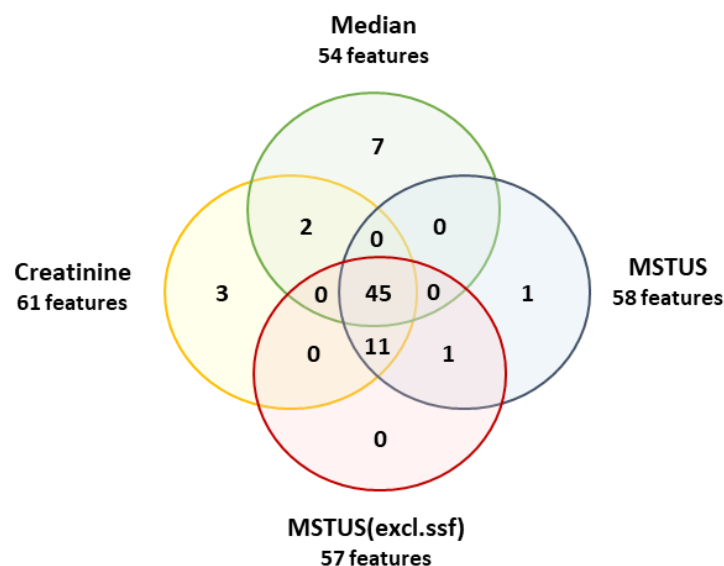 Median
54 features
7
2
0
0
Creatinine
61 features
3
0
45
0
1
MSTUS
58 features
0
11
1
0
MSTUS(excl.ssf)
57 features